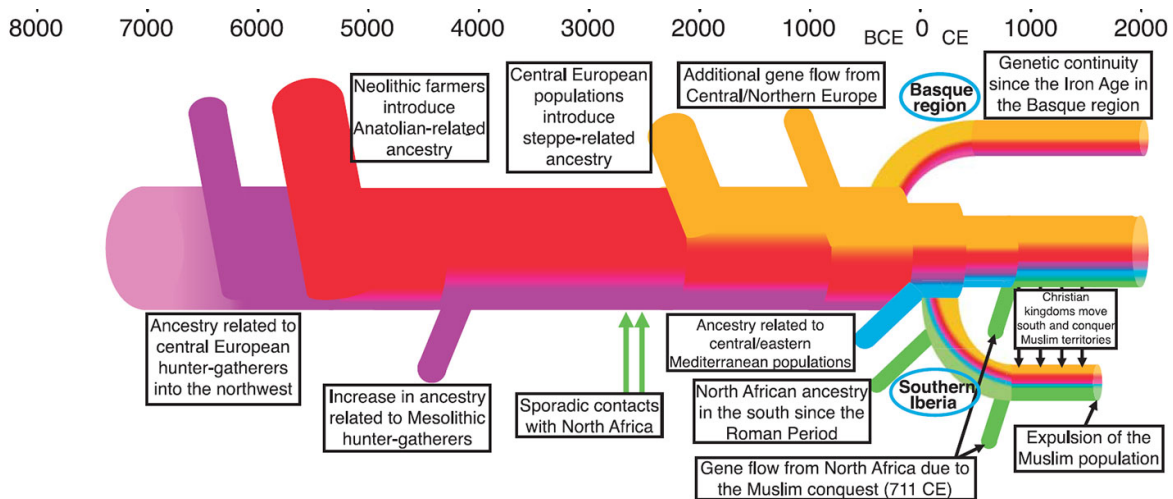 8000 7000 6000 5000 4000 3000 2000 1000 BCE 0 CE 1000 2000
Neolithic farmers
introduce
Anatolian-related
ancestry
Central European
populations
introduce
steppe-related
ancestry
Additional gene flow from
Central/Northern Europe
Basque
region
Genetic continuity
since the Iron Age in
the Basque region
Ancestry related to
central European
hunter-gatherers
into the northwest
Increase in ancestry
related to Mesolithic
hunter-gatherers
Sporadic contacts
with North Africa
Ancestry related to
central/eastern
Mediterranean populations
North African ancestry
in the south since the
Roman Period
Southern
Iberia
Christian
kingdoms move
south and conquer
Muslim territories
Gene flow from North Africa due to
the Muslim conquest (711 CE)
Expulsion of the
Muslim population